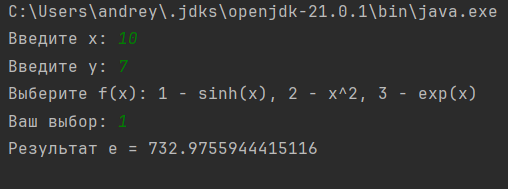 C:\Users\andrey\.jdks\openjdk-21.0.1\bin\java.exe
Введите x: 10
Введите y: 7
Выберите f(x): 1 - sinh(x), 2 - x^2, 3 - exp(x)
Ваш выбор: 1
Результат e = 732.9755944415116